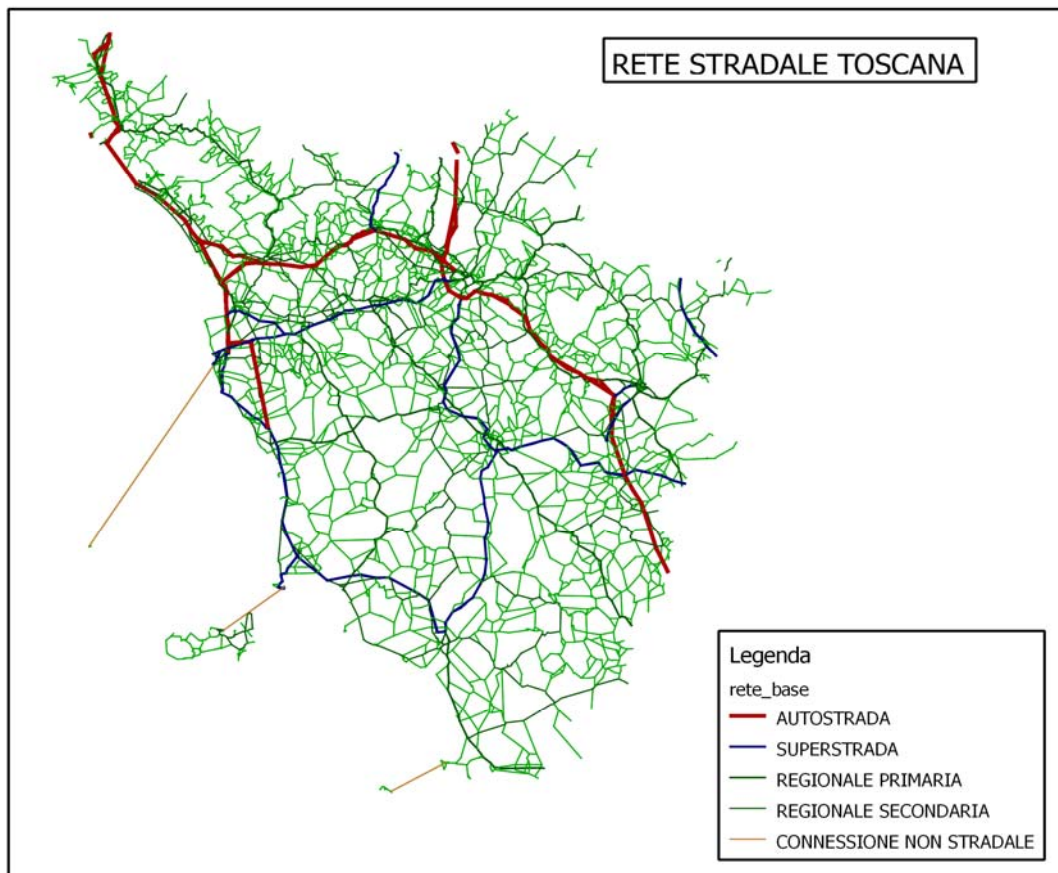 RETE STRADALE TOSCANA
Legenda
rete_base
AUTOSTRADA
SUPERSTRADA
REGIONALE PRIMARIA
REGIONALE SECONDARIA
CONNESSIONE NON STRADALE